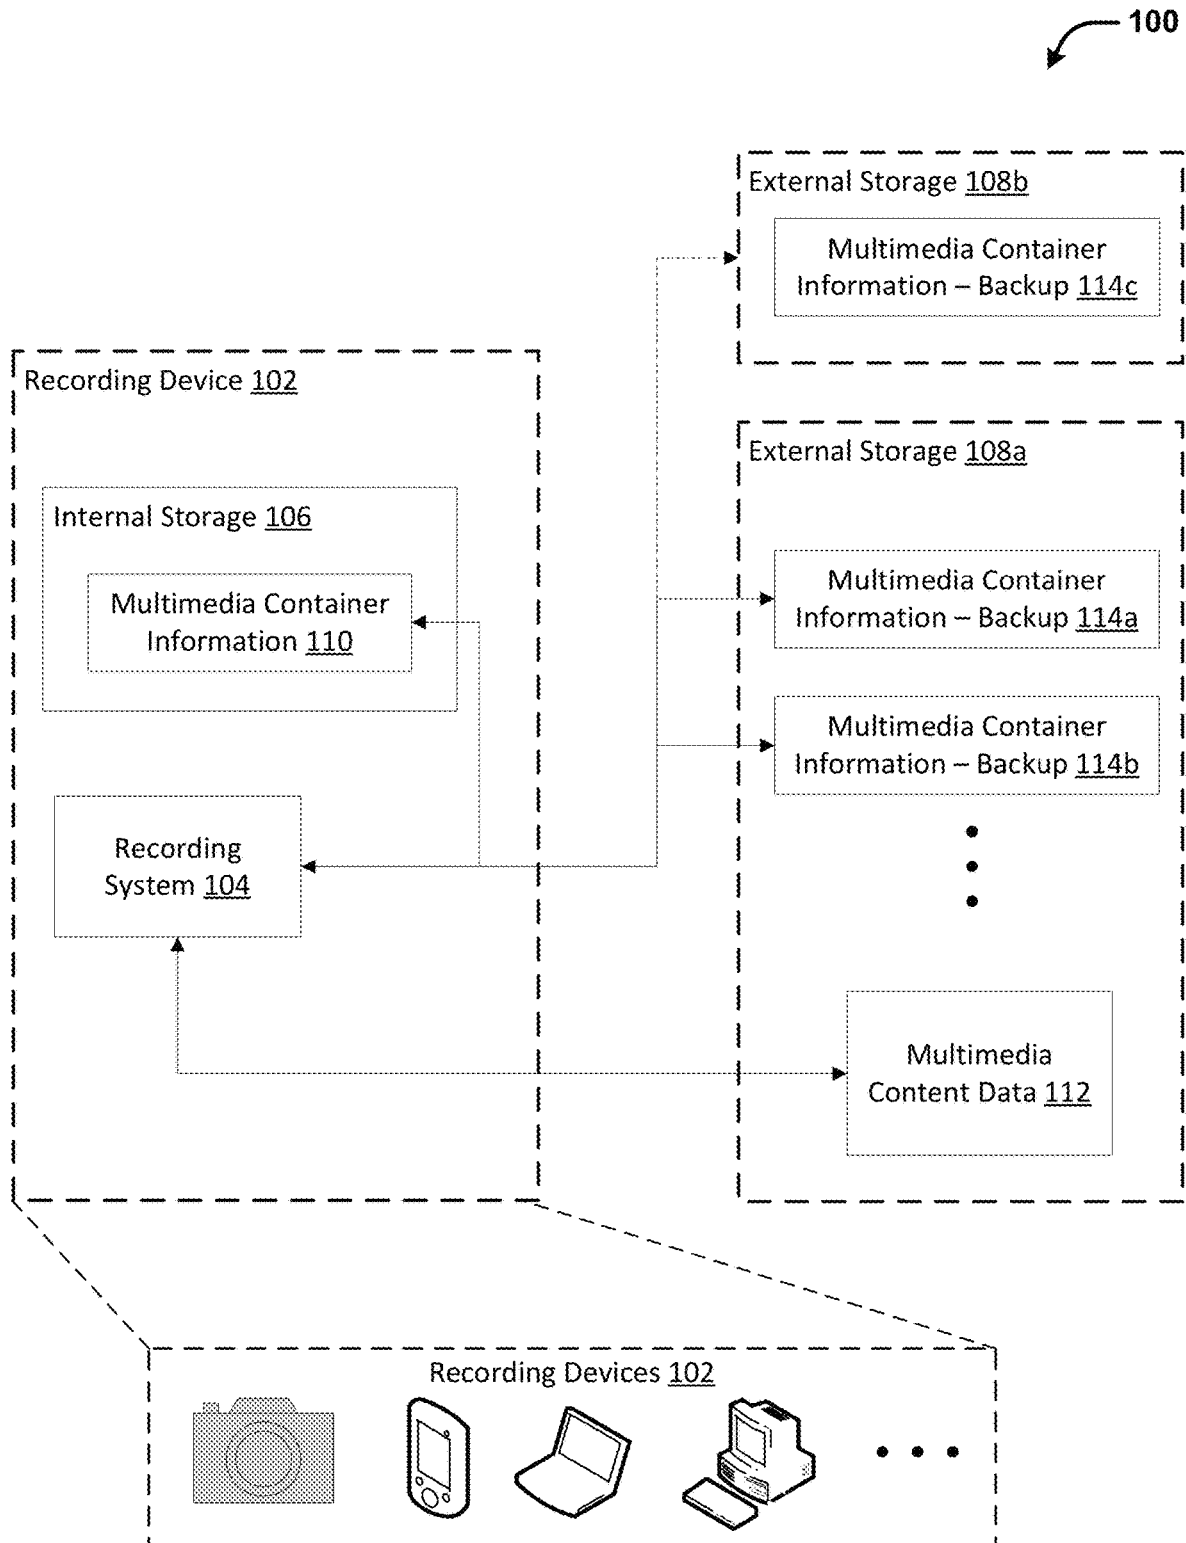 100
External Storage 108b
Multimedia Container
Information – Backup 114c
Recording Device 102
Internal Storage 106
Multimedia Container
Information 110
Recording
System 104
External Storage 108a
Multimedia Container
Information – Backup 114a
Multimedia Container
Information – Backup 114b
Multimedia
Content Data 112
Recording Devices 102